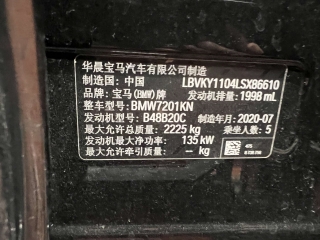 华晨宝马汽车有限公司制造
制造国：中国 LBVKY1104LSX86610
品牌：宝马(BMW)牌 发动机排量：1998 mL
整车型号：BMW7201KN
发动机型号：B48B20C 制造年月：2020-07
最大允许总质量：2225 kg 乘坐人数：5
发动机最大净功率：135 kW
最大允许牵引质量：— kg
475